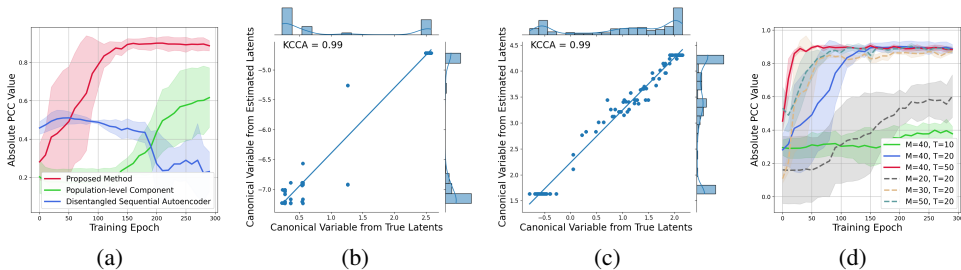 Absolute PCC Value
0.8
0.6
0.4
0.2
0
50
100
150
200
250
300
Training Epoch
Proposed Method
Population-level Component
Disentangled Sequential Autoencoder
(a)
KCCA = 0.99
Canonical Variable from Estimated Latents
-5.0
-5.5
-6.0
-6.5
-7.0
0.5
1.0
1.5
2.0
2.5
Canonical Variable from True Latents
(b)
KCCA = 0.99
Canonical Variable from Estimated Latents
4.5
4.0
3.5
3.0
2.5
2.0
1.5
-0.5
0.0
0.5
1.0
1.5
2.0
Canonical Variable from True Latents
(c)
Absolute PCC Value
1.0
0.8
0.6
0.4
0.2
0.0
0
50
100
150
200
250
300
Training Epoch
M=40, T=10
M=40, T=20
M=40, T=50
M=20, T=20
M=30, T=20
M=50, T=20
(d)